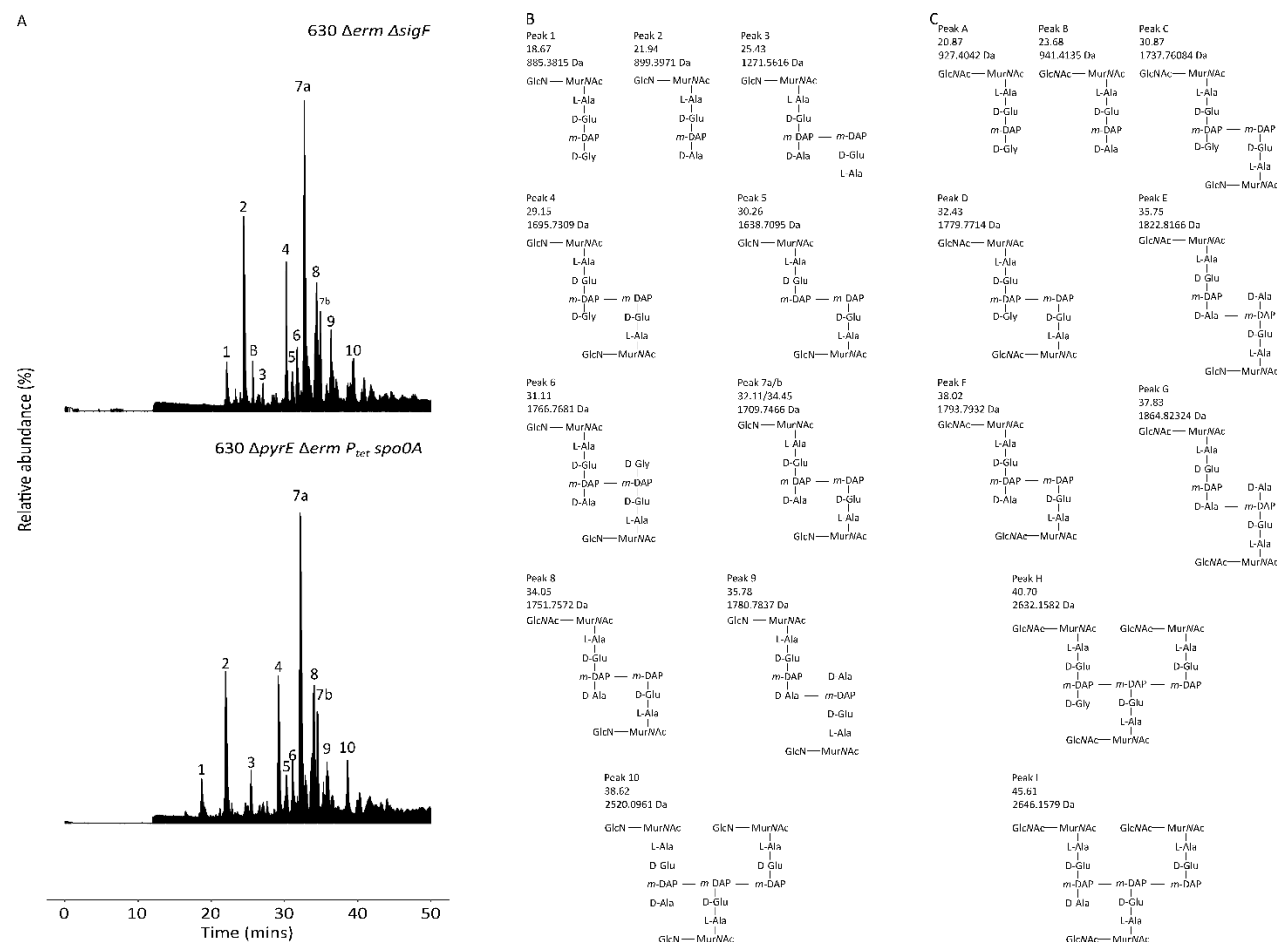 A
630 Δerm ΔsigF
7a
2
4
8
7b
9
6
10
1
B
5
3
630 ΔpyrE Δerm Ptet spo0A
7a
2
4
8
7b
9
10
6
3
5
1
Relative abundance (%)
0 10 20 30 40 50
Time (mins)
B
Peak 1
18.67
885.3815 Da
GlcN MurNAc
L-Ala
D-Glu
m-DAP
D-Gly
Peak 2
21.94
899.3971 Da
GlcN MurNAc
L-Ala
D-Glu
m-DAP
D-Ala
Peak 3
25.43
1271.5616 Da
GlcN MurNAc
L Ala
D-Glu
m DAP m-DAP
D-Ala D-Glu
L-Ala
Peak 4
29.15
1695.7309 Da
GlcN MurNAc
L-Ala
D Glu
m-DAP m DAP
D-Gly D-Glu
L-Ala
GlcN MurNAc
Peak 5
30.26
1638.7095 Da
GlcN MurNAc
L-Ala
D Glu
m-DAP m DAP
D-Glu
L-Ala
GlcN MurNAc
Peak 6
31.11
1766.7681 Da
GlcN MurNAc
L-Ala
D-Glu D Gly
m-DAP m-DAP
D-Ala D-Glu
L-Ala
GlcN MurNAc
Peak 7a/b
32.11/34.45
1709.7466 Da
GlcN MurNAc
L-Ala
D-Glu
m DAP m-DAP
D-Ala D-Glu
L-Ala
GlcN MurNAc
Peak 8
34.05
1751.7572 Da
GlcNAc MurNAc
L-Ala
D-Glu
m-DAP m-DAP
D Ala D-Glu
L-Ala
GlcN MurNAc
Peak 9
35.78
1780.7837 Da
GlcN MurNAc
L-Ala
D-Glu
m-DAP D Ala
D Ala m-DAP
D-Glu
L-Ala
GlcN MurNAc
Peak 10
38.62
2520.0961 Da
GlcN MurNAc GlcN MurNAc
L-Ala L-Ala
D Glu D Glu
m-DAP m DAP m-DAP
D-Ala D-Glu
L-Ala
GlcN MurNAc
C
Peak A
20.87
927.4042 Da
GlcNAc MurNAc
L-Ala
D-Glu
m-DAP
D-Gly
Peak B
23.68
941.4135 Da
GlcNAc MurNAc
L-Ala
D-Glu
m-DAP
D-Ala
Peak C
30.87
1737.76084 Da
GlcNAc MurNAc
L-Ala
D-Glu
m-DAP m-DAP
D-Gly D-Glu
L-Ala
GlcN MurNAc
Peak D
32.43
1779.7714 Da
GlcNAc MurNAc
L-Ala
D-Glu
m-DAP m-DAP
D-Gly D-Glu
L-Ala
GlcNAc MurNAc
Peak E
35.75
1822.8166 Da
GlcNAc MurNAc
L-Ala
D-Glu
m-DAP D-Ala
D-Ala m-DAP
D-Glu
L-Ala
GlcN MurNAc
Peak F
38.02
1793.7932 Da
GlcNAc MurNAc
L-Ala
D-Glu
m-DAP m-DAP
D-Ala D-Glu
L-Ala
GlcNAc MurNAc
Peak G
37.83
1864.82324 Da
GlcNAc MurNAc
L-Ala
D Glu
m-DAP D-Ala
D-Ala m-DAP
D-Glu
L-Ala
GlcNAc MurNAc
Peak H
40.70
2632.1582 Da
GlcNAc MurNAc GlcNAc MurNAc
L-Ala L-Ala
D-Glu D-Glu
m-DAP m-DAP m-DAP
D-Gly D-Glu
L-Ala
GlcNAc MurNAc
Peak I
45.61
2646.1579 Da
GlcNAc MurNAc GlcNAc MurNAc
L-Ala L-Ala
D-Glu D-Glu
m-DAP m-DAP m-DAP
D Ala D-Glu
L-Ala
GlcNAc MurNAc